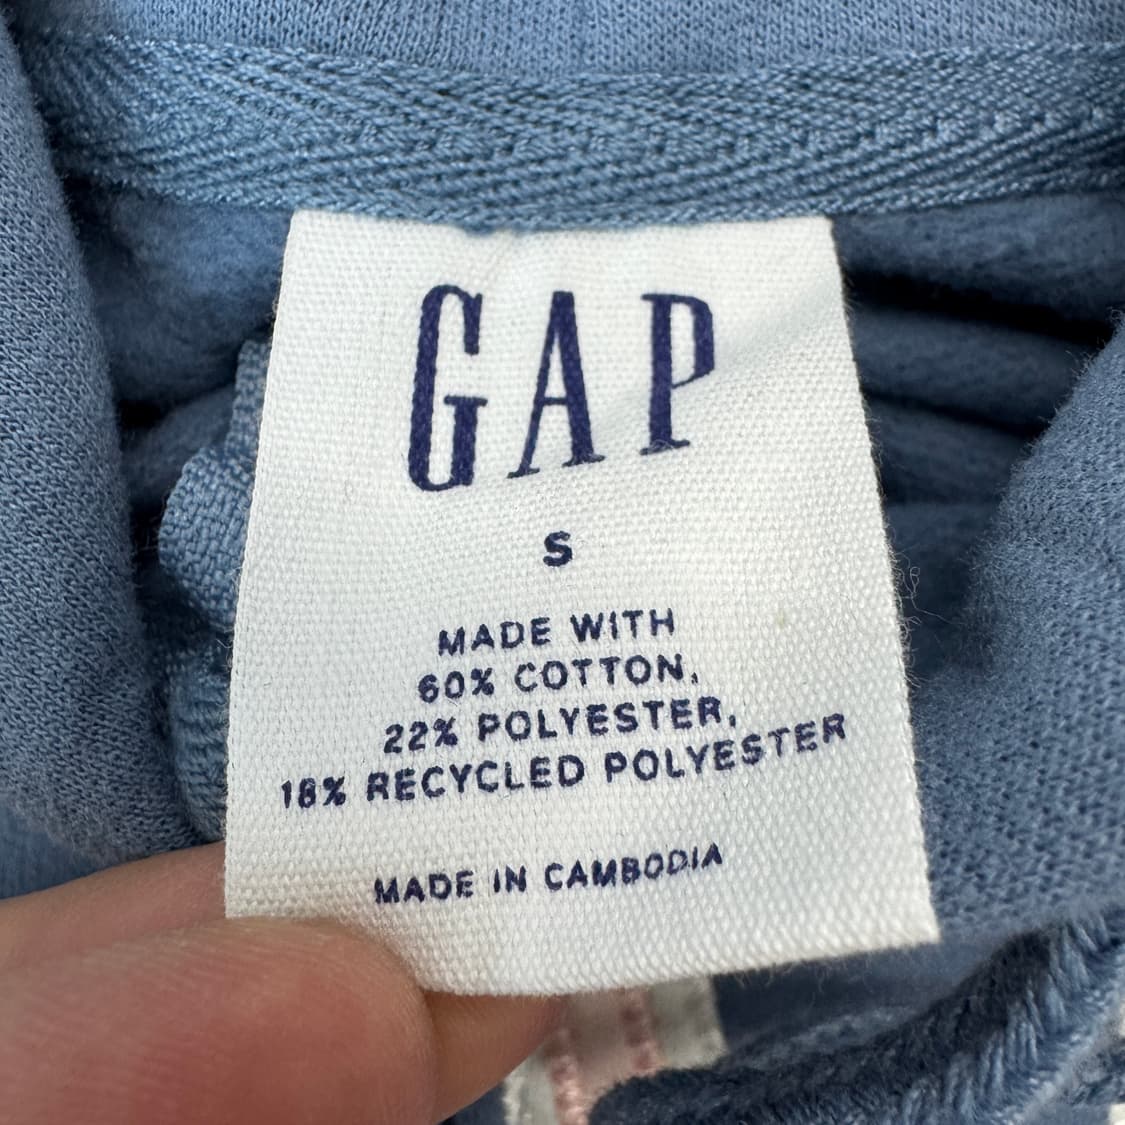 GAP
S
MADE WITH
60% COTTON,
22% POLYESTER,
18% RECYCLED POLYESTER
MADE IN CAMBODIA